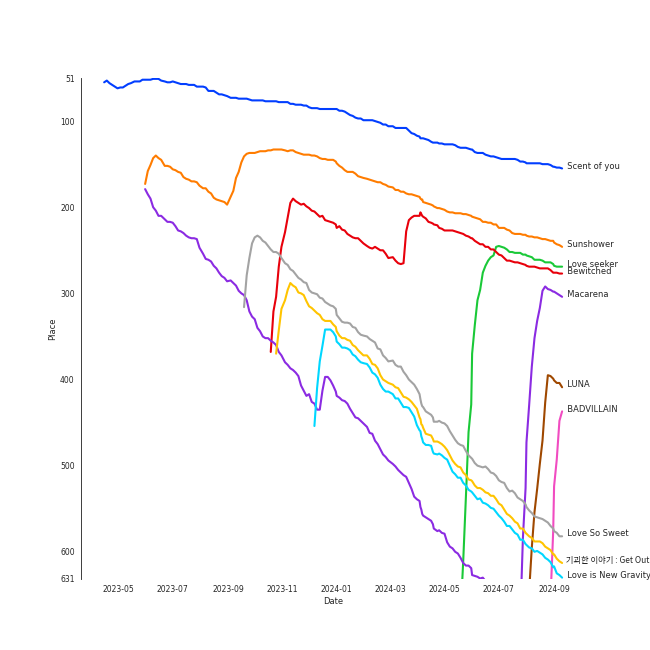 51
100
200
300
400
500
600
631
Place
2023-05
2023-07
2023-09
2023-11
2024-01
2024-03
2024-05
2024-07
2024-09
Date
Scent of you
Sunshower
Love seeker
Bewitched
Macarena
LUNA
BADVILLAIN
Love So Sweet
기괴한 이야기 : Get Out
Love is New Gravity